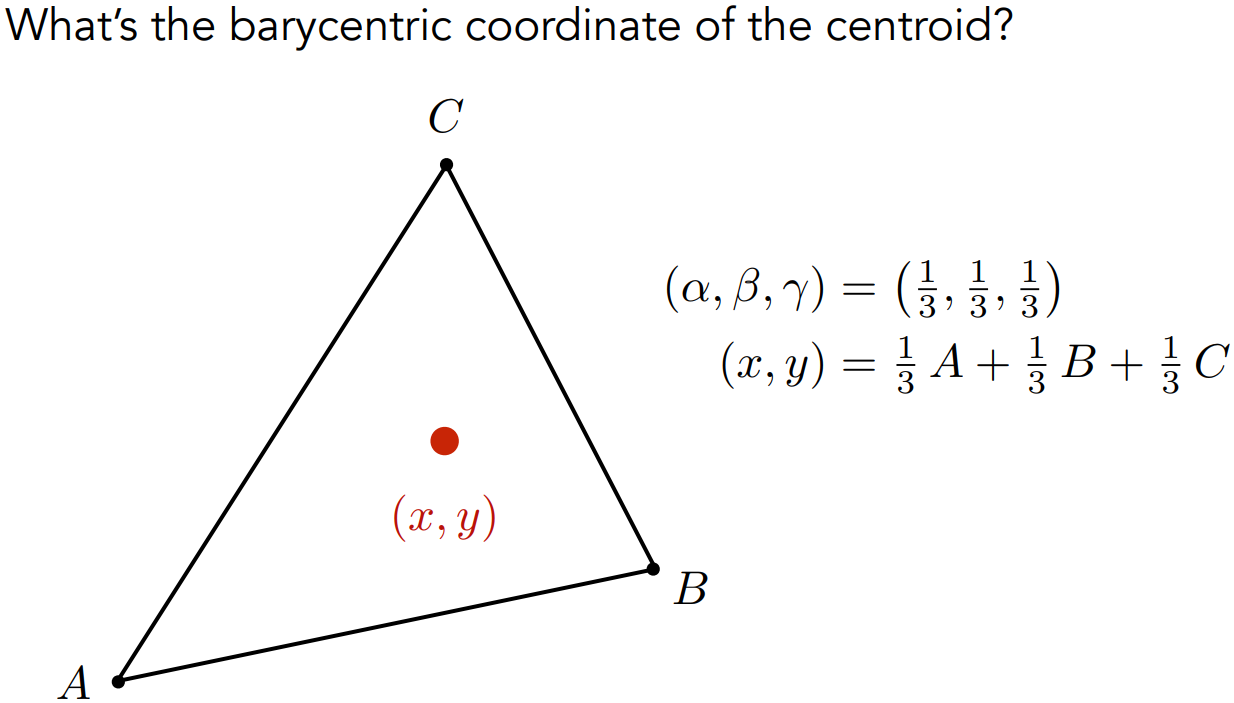 What's the barycentric coordinate of the centroid?
C
(α, β, γ) = (1/3, 1/3, 1/3)
(x, y) = 1/3 A + 1/3 B + 1/3 C
(x, y)
B
A